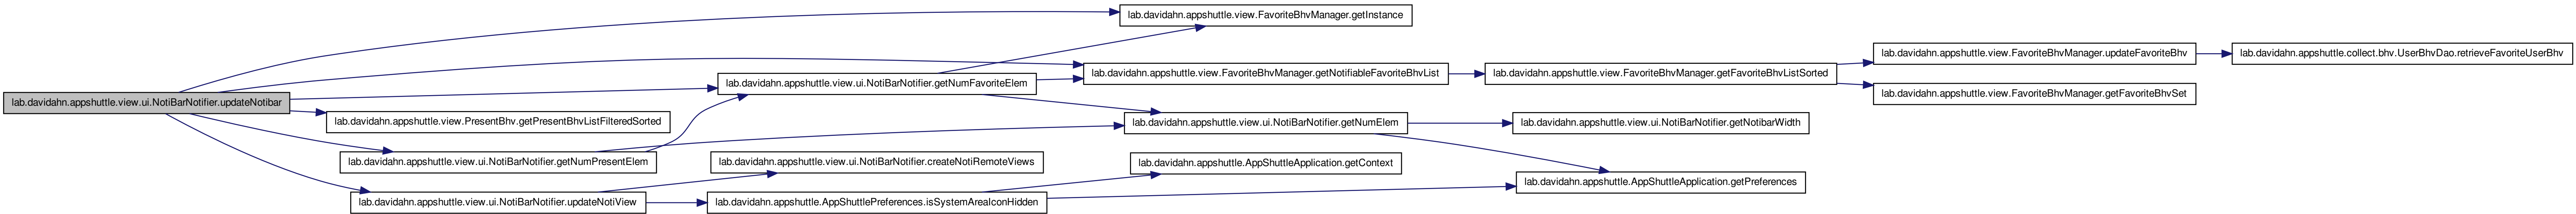 lab.davidahn.appshuttle.view.FavoriteBhvManager.getInstance
lab.davidahn.appshuttle.view.FavoriteBhvManager.updateFavoriteBhv
lab.davidahn.appshuttle.collect.bhv.UserBhvDao.retrieveFavoriteUserBhv
lab.davidahn.appshuttle.view.FavoriteBhvManager.getNotifiableFavoriteBhvList
lab.davidahn.appshuttle.view.FavoriteBhvManager.getFavoriteBhvListSorted
lab.davidahn.appshuttle.view.ui.NotiBarNotifier.getNumFavoriteElem
lab.davidahn.appshuttle.view.FavoriteBhvManager.getFavoriteBhvSet
lab.davidahn.appshuttle.view.ui.NotiBarNotifier.updateNotibar
lab.davidahn.appshuttle.view.PresentBhv.getPresentBhvListFilteredSorted
lab.davidahn.appshuttle.view.ui.NotiBarNotifier.getNumElem
lab.davidahn.appshuttle.view.ui.NotiBarNotifier.getNotibarWidth
lab.davidahn.appshuttle.view.ui.NotiBarNotifier.getNumPresentElem
lab.davidahn.appshuttle.view.ui.NotiBarNotifier.createNotiRemoteViews
lab.davidahn.appshuttle.AppShuttleApplication.getContext
lab.davidahn.appshuttle.AppShuttleApplication.getPreferences
lab.davidahn.appshuttle.view.ui.NotiBarNotifier.updateNotiView
lab.davidahn.appshuttle.AppShuttlePreferences.isSystemAreaIconHidden